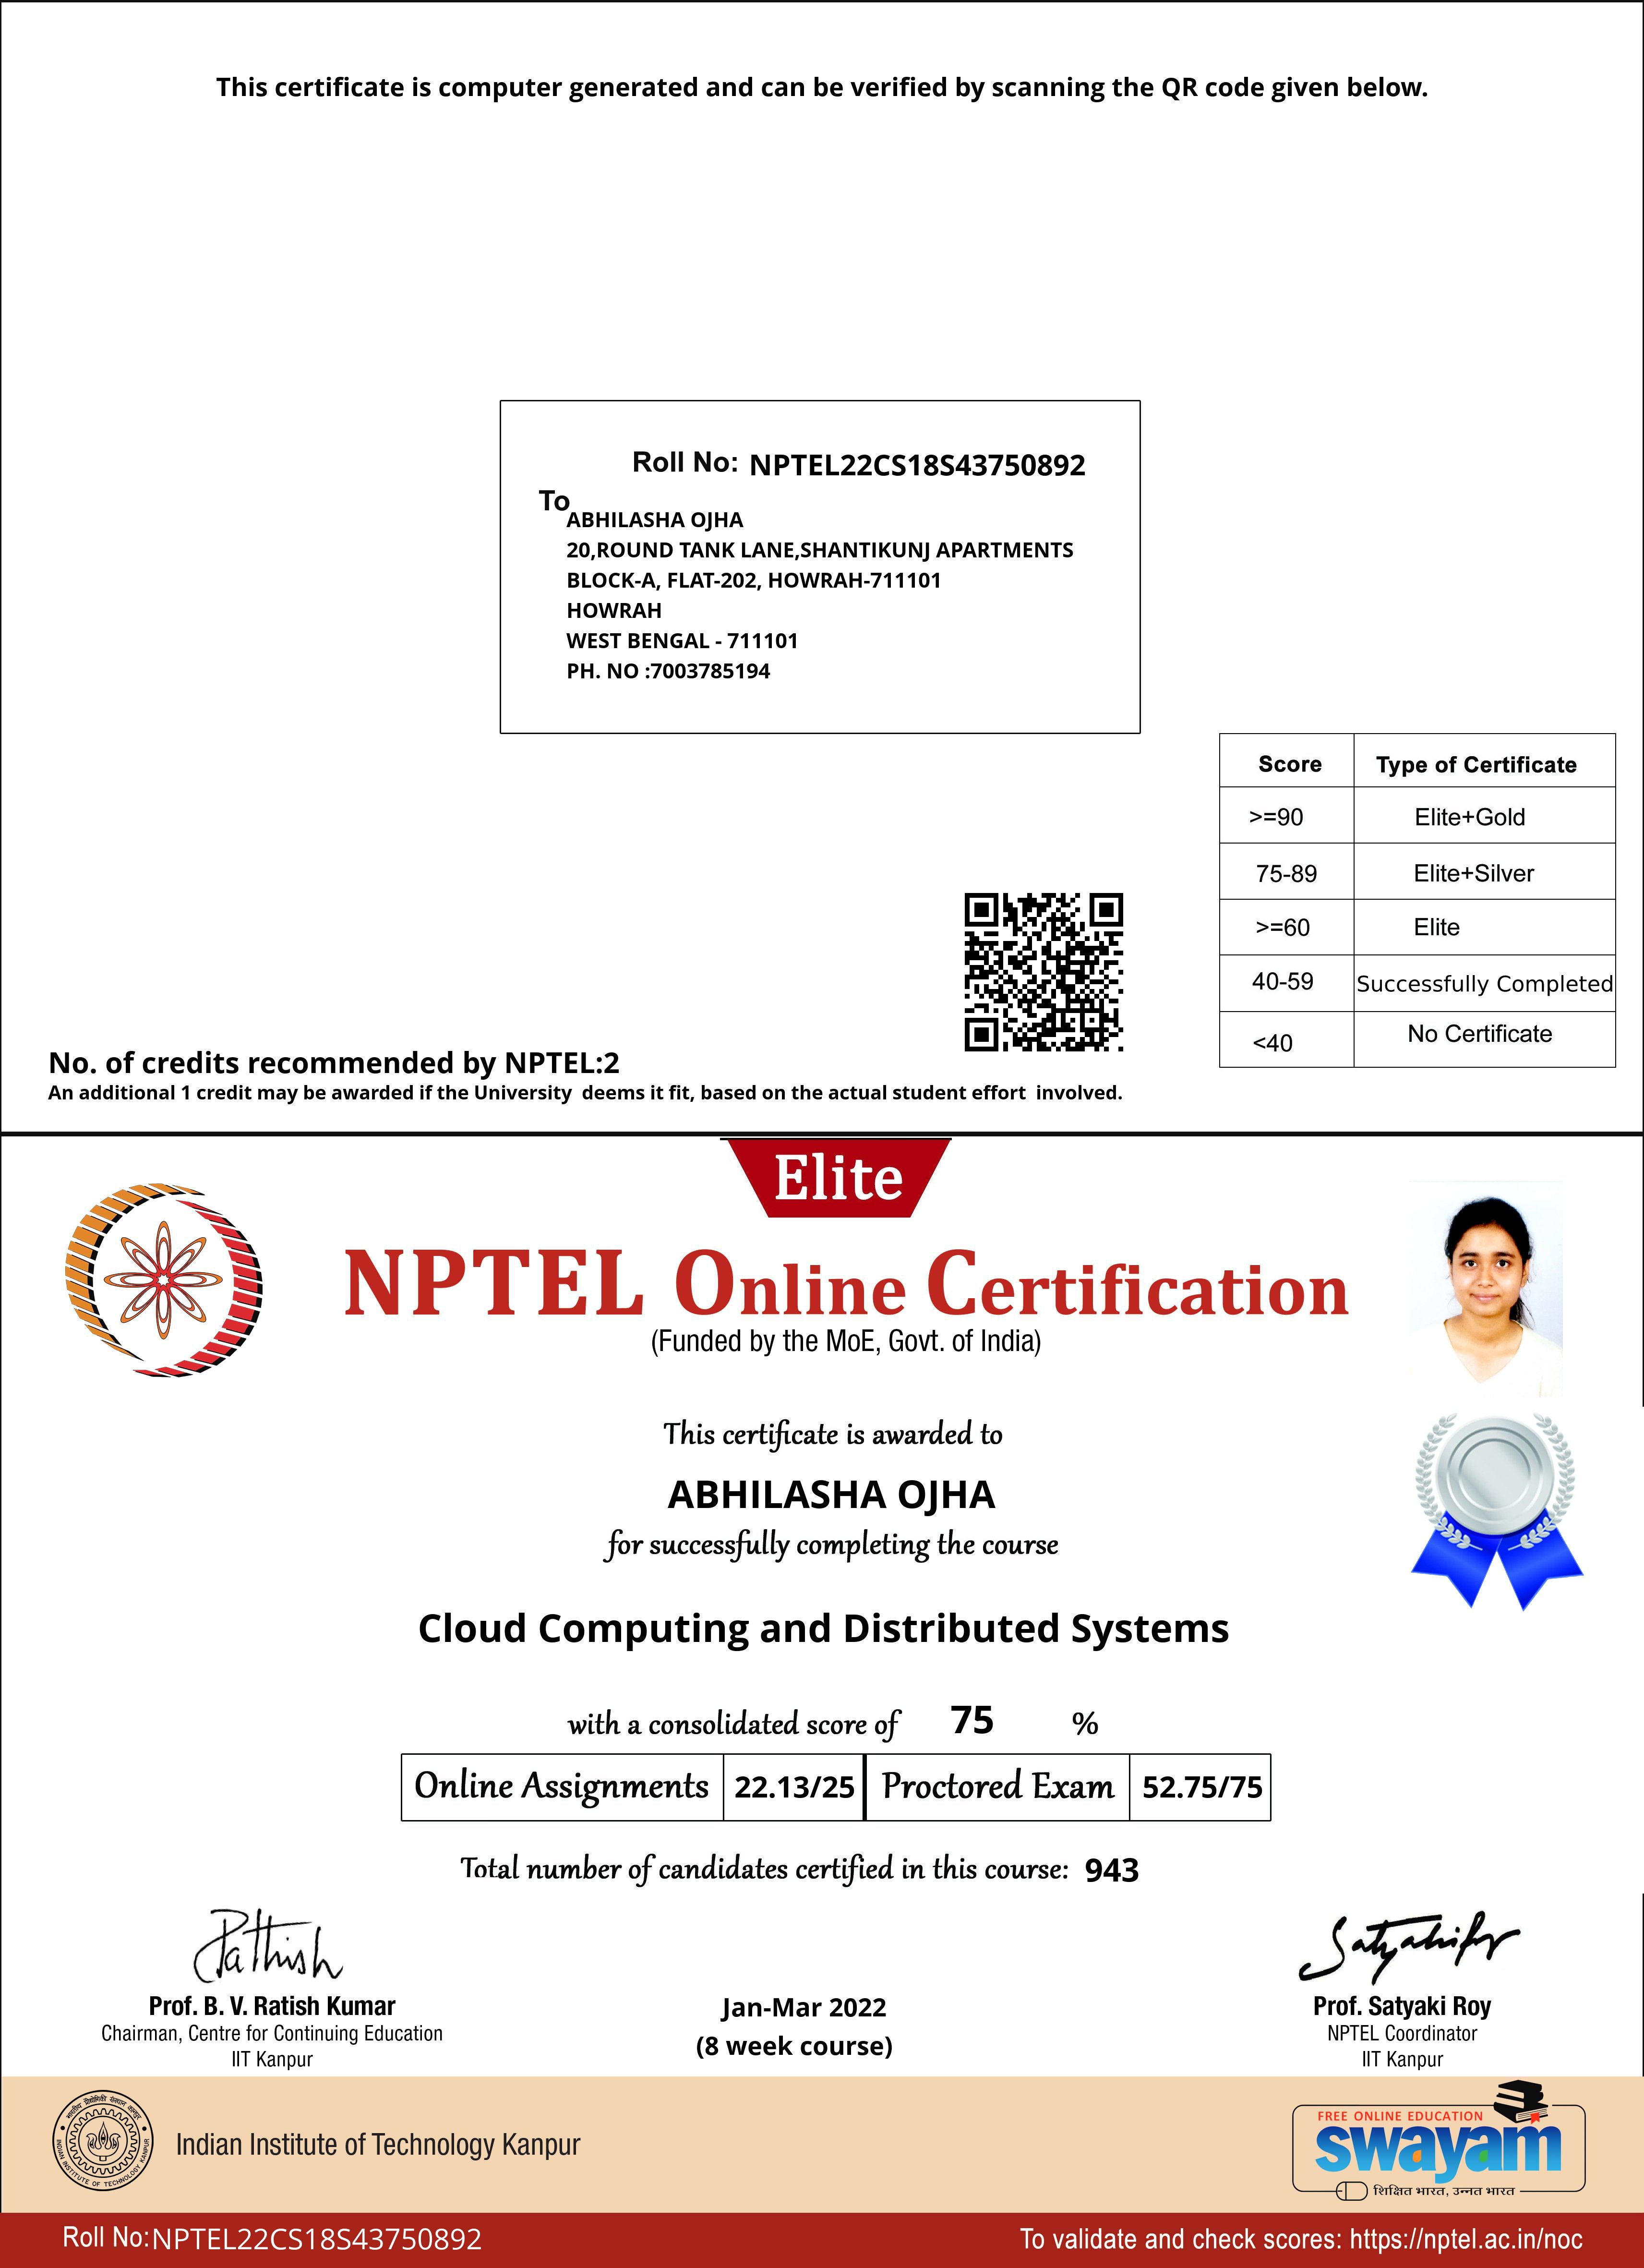 This certificate is computer generated and can be verified by scanning the QR code given below.
Roll No: NPTEL22CS18S43750892
To
ABHILASHA OJHA
20,ROUND TANK LANE,SHANTIKUNJ APARTMENTS
BLOCK-A, FLAT-202, HOWRAH-711101
HOWRAH
WEST BENGAL - 711101
PH. NO :7003785194
Score Type of Certificate
>=90 Elite+Gold
75-89 Elite+Silver
>=60 Elite
40-59 Successfully Completed
<40 No Certificate
No. of credits recommended by NPTEL:2
An additional 1 credit may be awarded if the University deems it fit, based on the actual student effort involved.
Elite
NPTEL Online Certification
(Funded by the MoE, Govt. of India)
This certificate is awarded to
ABHILASHA OJHA
for successfully completing the course
Cloud Computing and Distributed Systems
with a consolidated score of 75 %
Online Assignments 22.13/25 Proctored Exam 52.75/75
Total number of candidates certified in this course: 943
Prof. B. V. Ratish Kumar
Chairman, Centre for Continuing Education
IIT Kanpur
Jan-Mar 2022
(8 week course)
Prof. Satyaki Roy
NPTEL Coordinator
IIT Kanpur
INDIAN INSTITUTE OF TECHNOLOGY KANPUR
Indian Institute of Technology Kanpur
FREE ONLINE EDUCATION
swayam
शिक्षित भारत, उन्नत भारत
Roll No:NPTEL22CS18S43750892
To validate and check scores: https://nptel.ac.in/noc